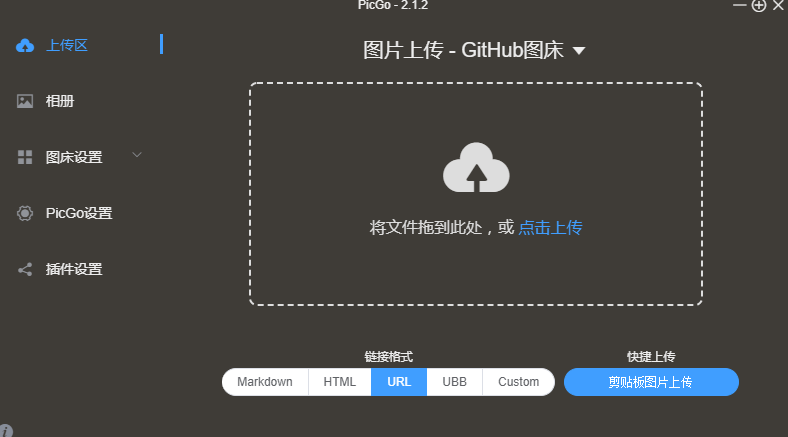 PicGo - 2.1.2
上传区
相册
图床设置
PicGo设置
插件设置
图片上传 - GitHub图床
将文件拖到此处，或 点击上传
链接格式
快捷上传
Markdown HTML URL UBB Custom
剪贴板图片上传